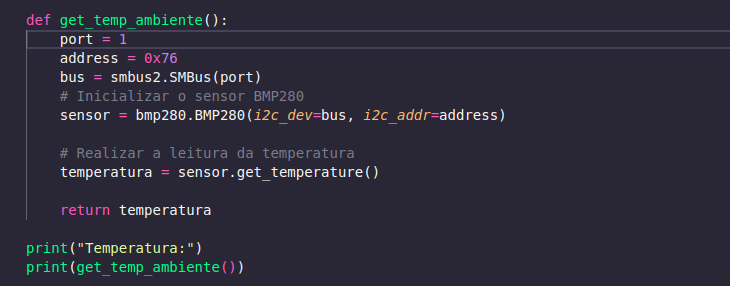 def get_temp_ambiente():
    port = 1
    address = 0x76
    bus = smbus2.SMBus(port)
    # Inicializar o sensor BMP280
    sensor = bmp280.BMP280(i2c_dev=bus, i2c_addr=address)
    # Realizar a leitura da temperatura
    temperatura = sensor.get_temperature()
    return temperatura
print("Temperatura:")
print(get_temp_ambiente())